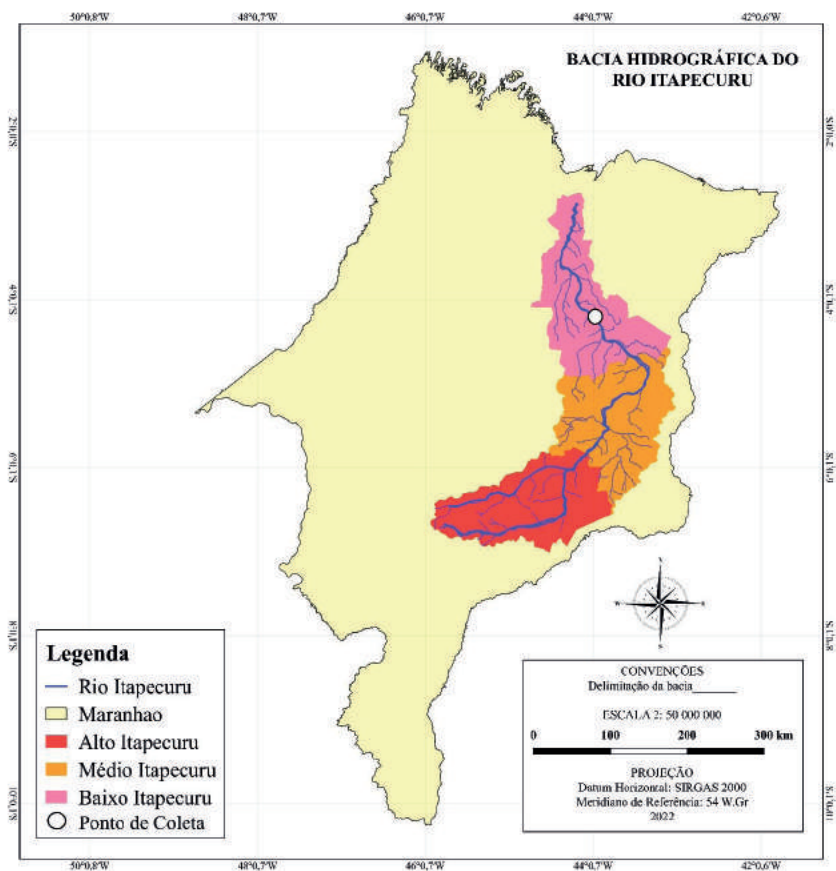 50°0,8'W 48°0,7'W 46°0,7'W 44°0,7'W 42°0,6'W
BACIA HIDROGRÁFICA DO
RIO ITAPECURU
2°0,0'S 2°0,0'S
4°0,1'S 4°0,1'S
6°0,1'S 6°0,1'S
8°0,1'S 8°0,1'S
10°0,1'S 10°0,1'S
N
W E
S
Legenda
Rio Itapecuru
Maranhao
Alto Itapecuru
Médio Itapecuru
Baixo Itapecuru
Ponto de Coleta
CONVENÇÕES
Delimitação da bacia_______
ESCALA 2: 50 000 000
0 100 200 300 km
PROJEÇÃO
Datum Horizontal: SIRGAS 2000
Meridiano de Referência: 54 W.Gr
2022
50°0,8'W 48°0,7'W 46°0,7'W 44°0,7'W 42°0,6'W